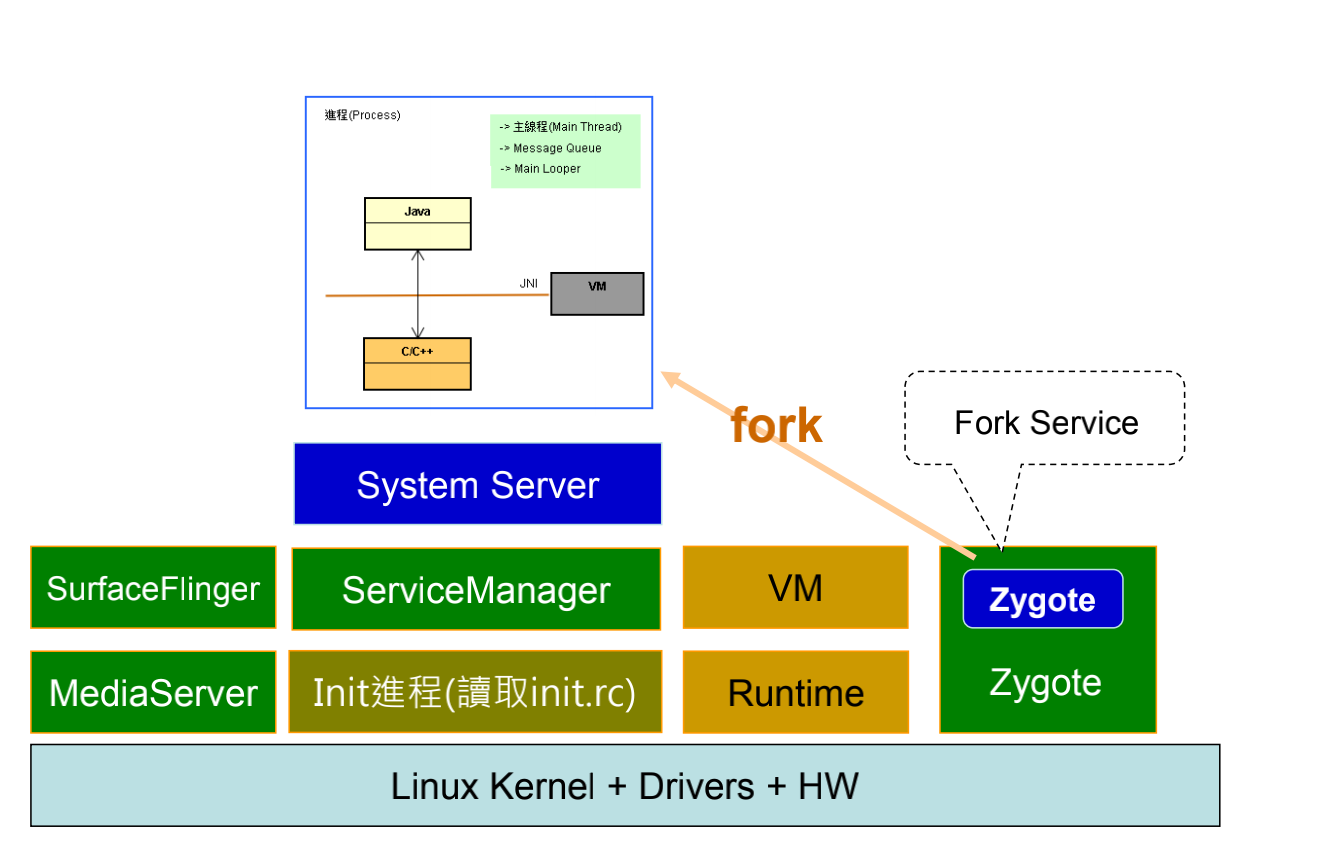 進程(Process)
-> 主線程(Main Thread)
-> Message Queue
-> Main Looper
Java
JNI
VM
C/C++
fork
Fork Service
System Server
SurfaceFlinger
ServiceManager
VM
Zygote
MediaServer
Init進程(讀取init.rc)
Runtime
Zygote
Linux Kernel + Drivers + HW